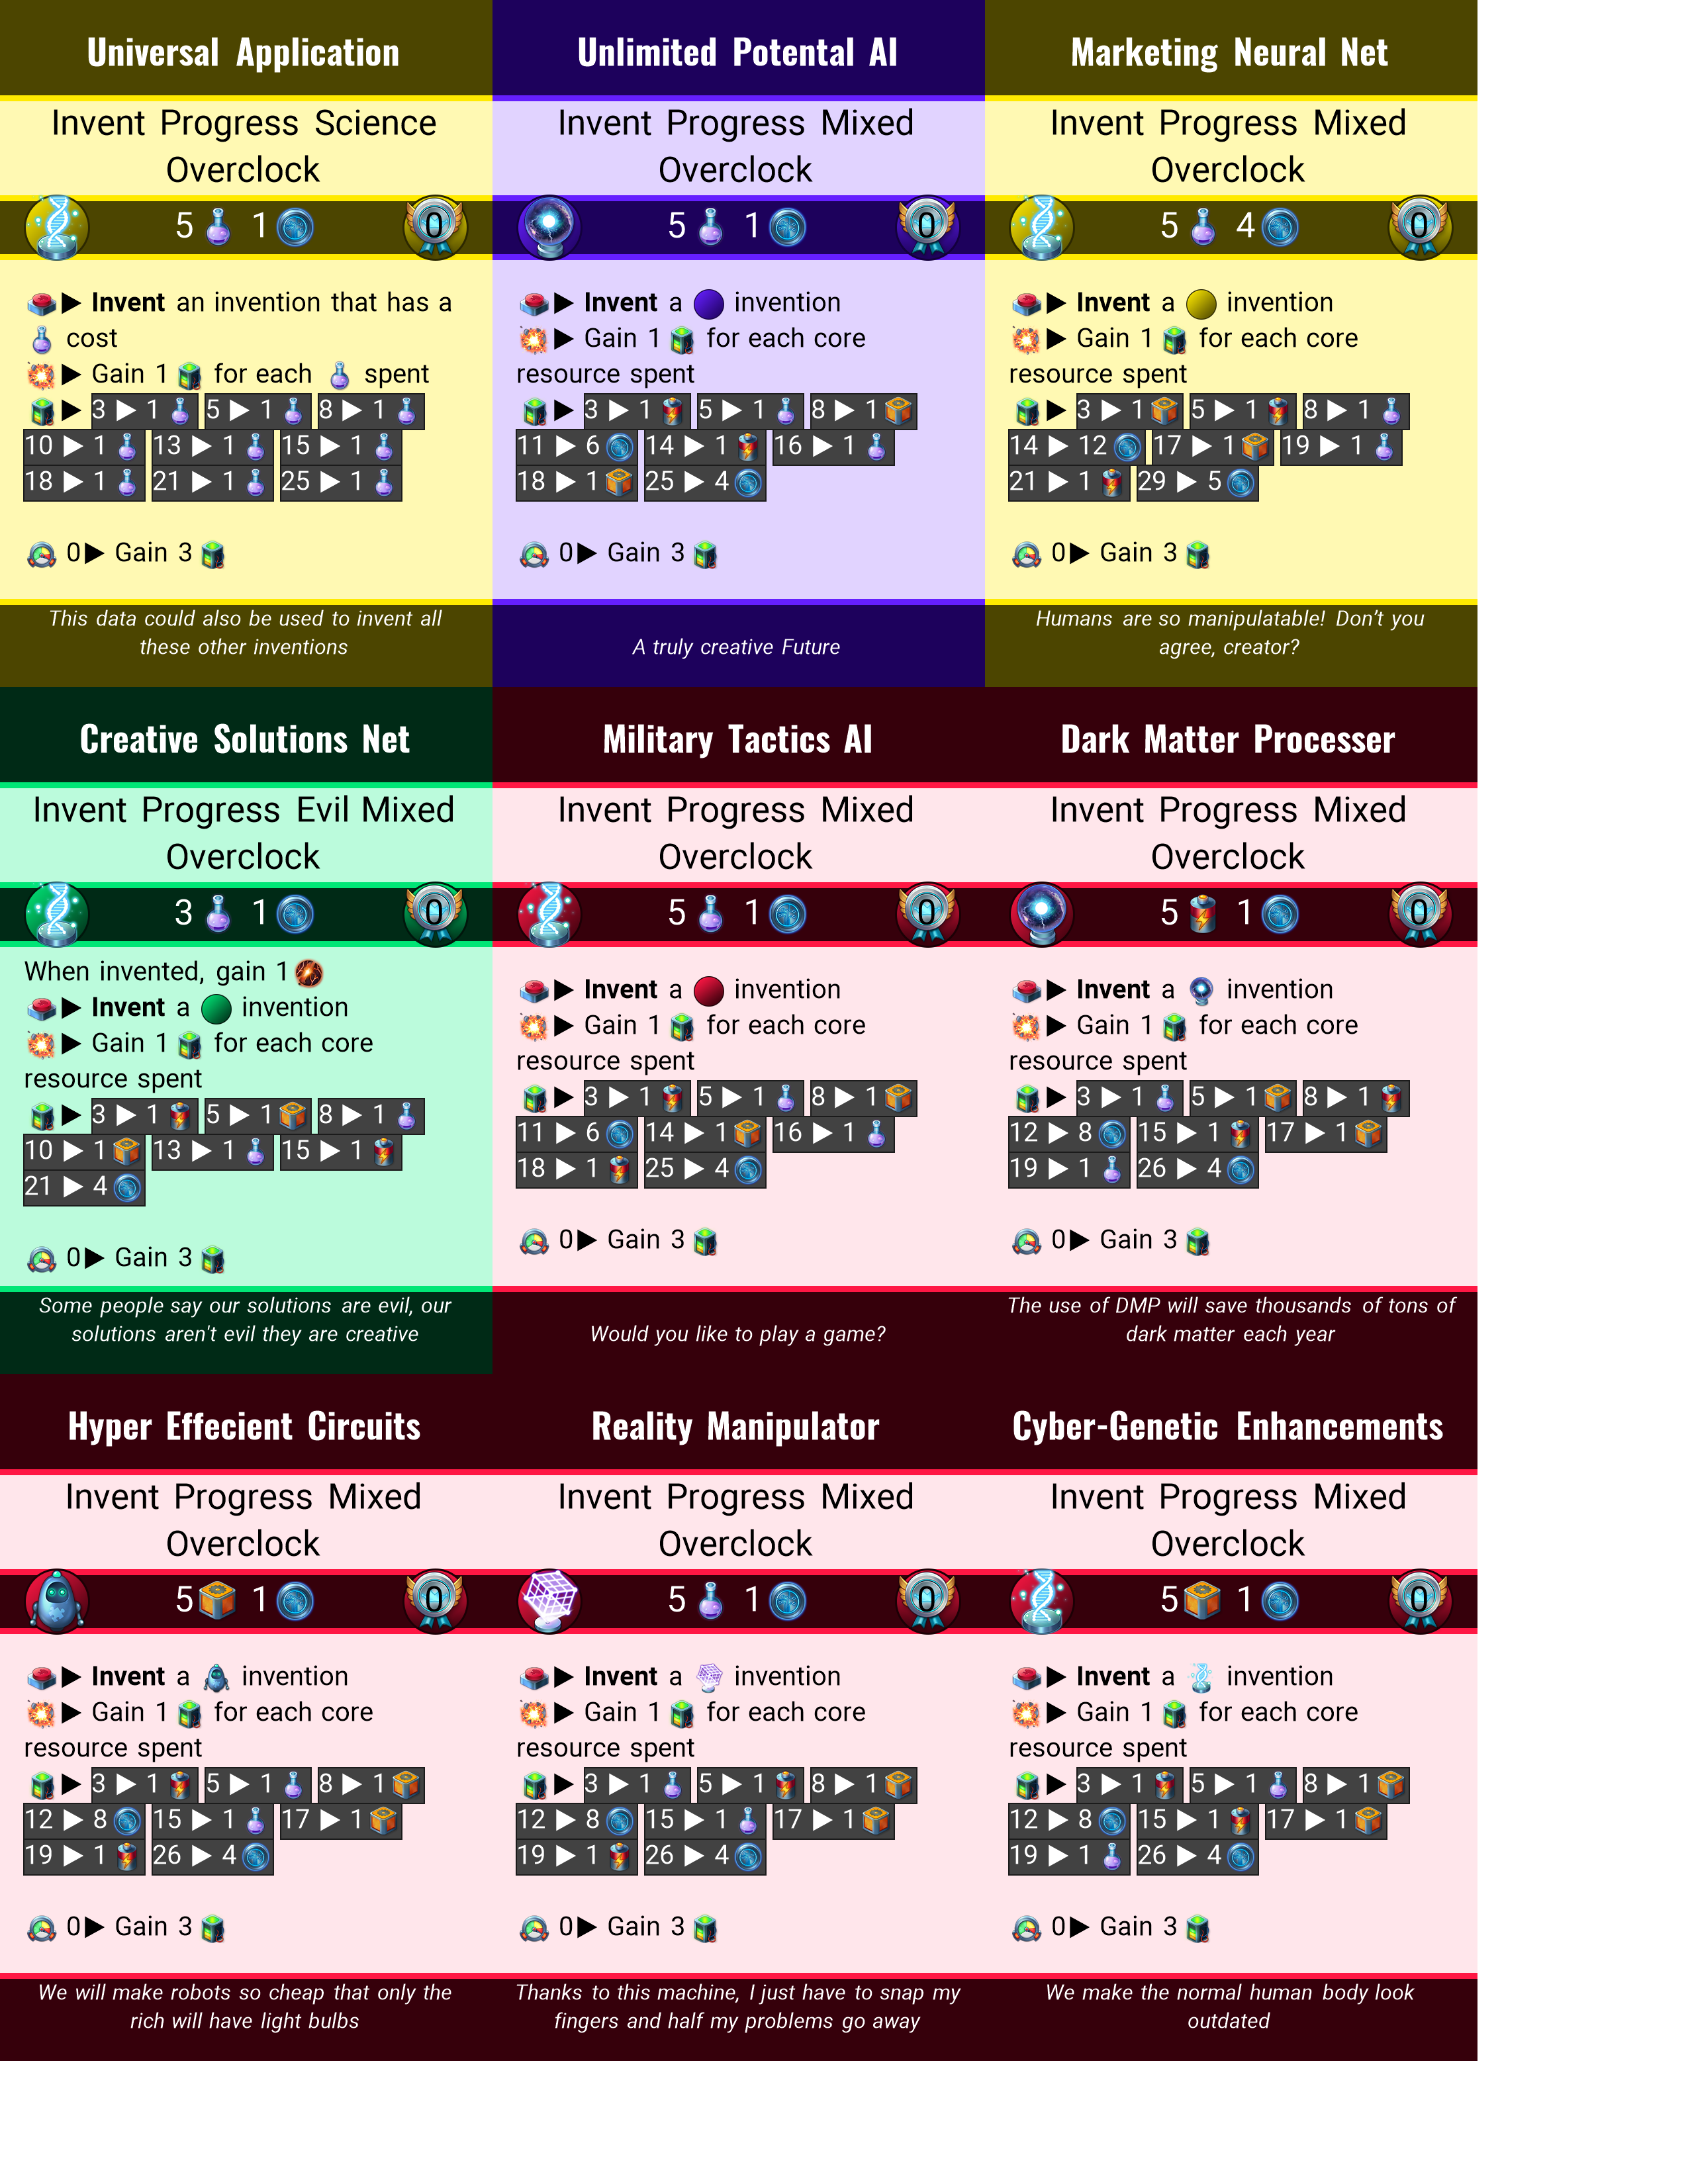 Universal Application
Invent Progress Science
Overclock
5 1 0
▶ Invent an invention that has a
cost
▶ Gain 1 for each spent
▶ 3 ▶ 1 5 ▶ 1 8 ▶ 1
10 ▶ 1 13 ▶ 1 15 ▶ 1
18 ▶ 1 21 ▶ 1 25 ▶ 1
0▶ Gain 3
This data could also be used to invent all
these other inventions
Unlimited Potental AI
Invent Progress Mixed
Overclock
5 1 0
▶ Invent a invention
▶ Gain 1 for each core
resource spent
▶ 3 ▶ 1 5 ▶ 1 8 ▶ 1
11 ▶ 6 14 ▶ 1 16 ▶ 1
18 ▶ 1 25 ▶ 4
0▶ Gain 3
A truly creative Future
Marketing Neural Net
Invent Progress Mixed
Overclock
5 4 0
▶ Invent a invention
▶ Gain 1 for each core
resource spent
▶ 3 ▶ 1 5 ▶ 1 8 ▶ 1
14 ▶ 12 17 ▶ 1 19 ▶ 1
21 ▶ 1 29 ▶ 5
0▶ Gain 3
Humans are so manipulatable! Don’t you
agree, creator?
Creative Solutions Net
Invent Progress Evil Mixed
Overclock
3 1 0
When invented, gain 1
▶ Invent a invention
▶ Gain 1 for each core
resource spent
▶ 3 ▶ 1 5 ▶ 1 8 ▶ 1
10 ▶ 1 13 ▶ 1 15 ▶ 1
21 ▶ 4
0▶ Gain 3
Some people say our solutions are evil, our
solutions aren't evil they are creative
Military Tactics AI
Invent Progress Mixed
Overclock
5 1 0
▶ Invent a invention
▶ Gain 1 for each core
resource spent
▶ 3 ▶ 1 5 ▶ 1 8 ▶ 1
11 ▶ 6 14 ▶ 1 16 ▶ 1
18 ▶ 1 25 ▶ 4
0▶ Gain 3
Would you like to play a game?
Dark Matter Processer
Invent Progress Mixed
Overclock
5 1 0
▶ Invent a invention
▶ Gain 1 for each core
resource spent
▶ 3 ▶ 1 5 ▶ 1 8 ▶ 1
12 ▶ 8 15 ▶ 1 17 ▶ 1
19 ▶ 1 26 ▶ 4
0▶ Gain 3
The use of DMP will save thousands of tons of
dark matter each year
Hyper Effecient Circuits
Invent Progress Mixed
Overclock
5 1 0
▶ Invent a invention
▶ Gain 1 for each core
resource spent
▶ 3 ▶ 1 5 ▶ 1 8 ▶ 1
12 ▶ 8 15 ▶ 1 17 ▶ 1
19 ▶ 1 26 ▶ 4
0▶ Gain 3
We will make robots so cheap that only the
rich will have light bulbs
Reality Manipulator
Invent Progress Mixed
Overclock
5 1 0
▶ Invent a invention
▶ Gain 1 for each core
resource spent
▶ 3 ▶ 1 5 ▶ 1 8 ▶ 1
12 ▶ 8 15 ▶ 1 17 ▶ 1
19 ▶ 1 26 ▶ 4
0▶ Gain 3
Thanks to this machine, I just have to snap my
fingers and half my problems go away
Cyber-Genetic Enhancements
Invent Progress Mixed
Overclock
5 1 0
▶ Invent a invention
▶ Gain 1 for each core
resource spent
▶ 3 ▶ 1 5 ▶ 1 8 ▶ 1
12 ▶ 8 15 ▶ 1 17 ▶ 1
19 ▶ 1 26 ▶ 4
0▶ Gain 3
We make the normal human body look
outdated